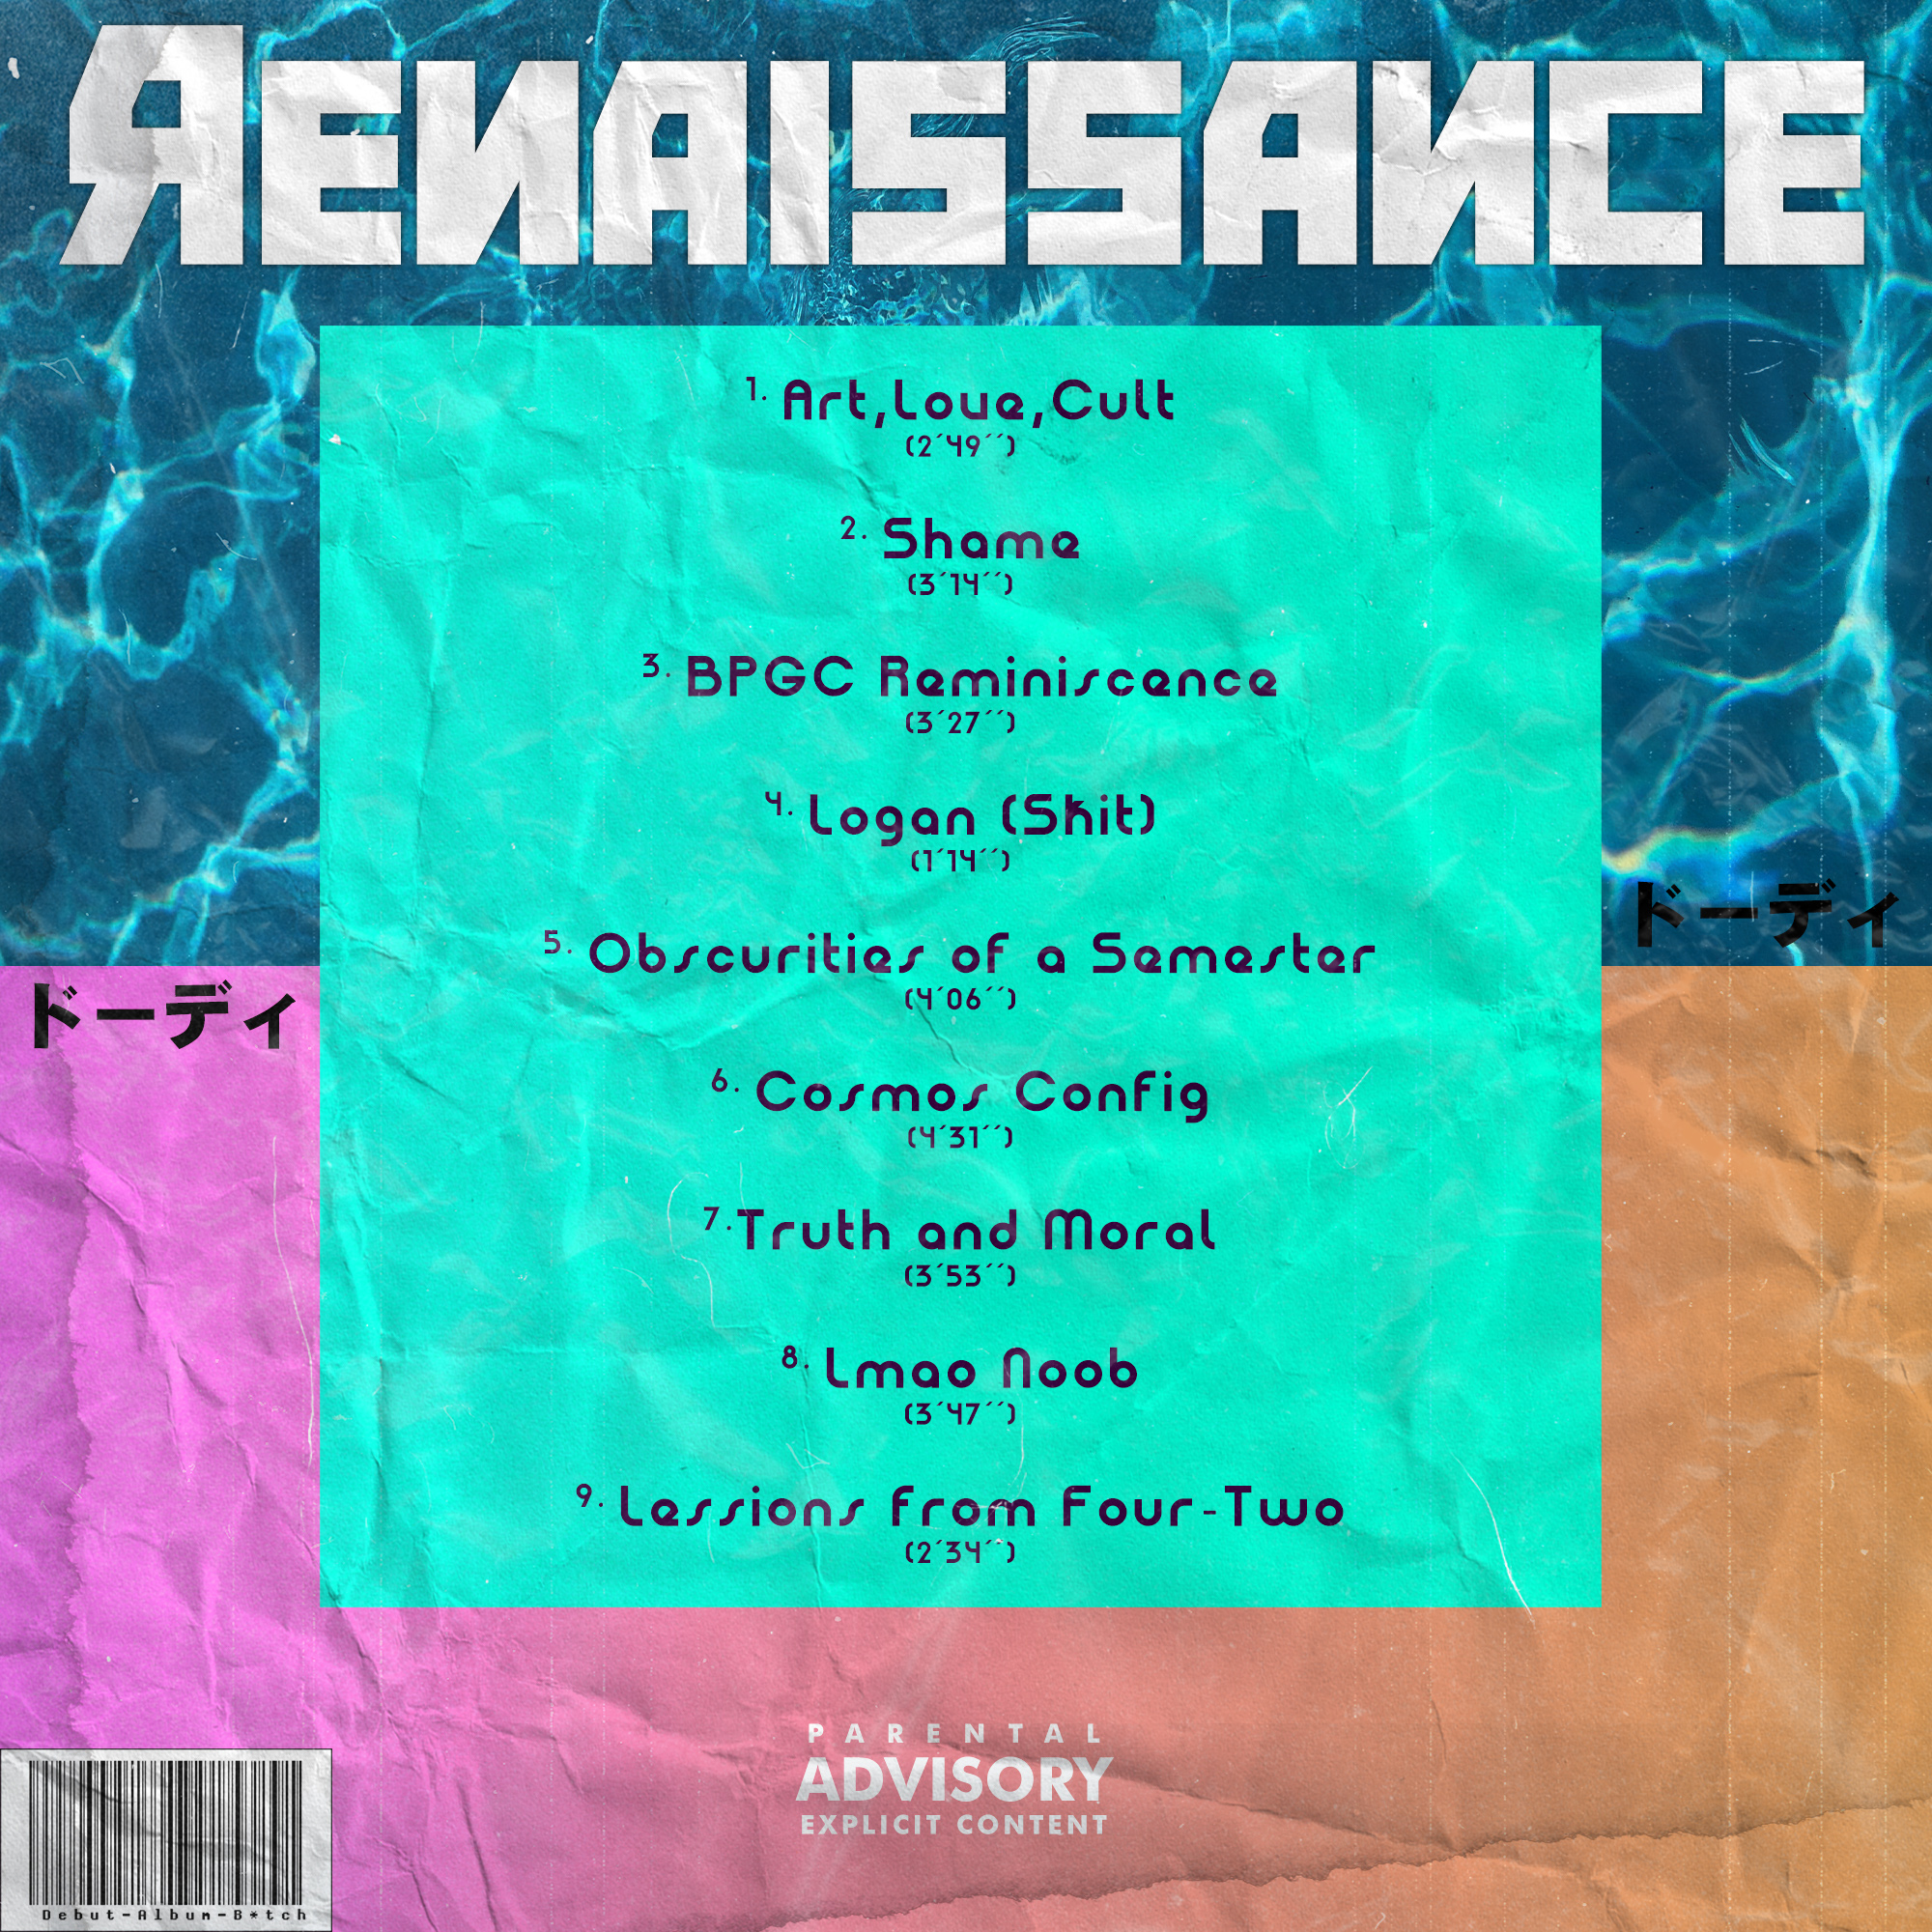 RENAISSANCE
1. Art,Love,Cult
(2´49´´)
2. Shame
(3´14´´)
3. BPGC Reminiscence
(3´27´´)
4. Logan (Skit)
(1´14´´)
ドーディ
5. Obscurities of a Semester
(4´06´´)
ドーディ
6. Cosmos Config
(4´31´´)
7. Truth and Moral
(3´53´´)
8. Lmao Noob
(3´47´´)
9. Lessions from Four-Two
(2´34´´)
PARENTAL
ADVISORY
EXPLICIT CONTENT
Debut-Album-B*tch